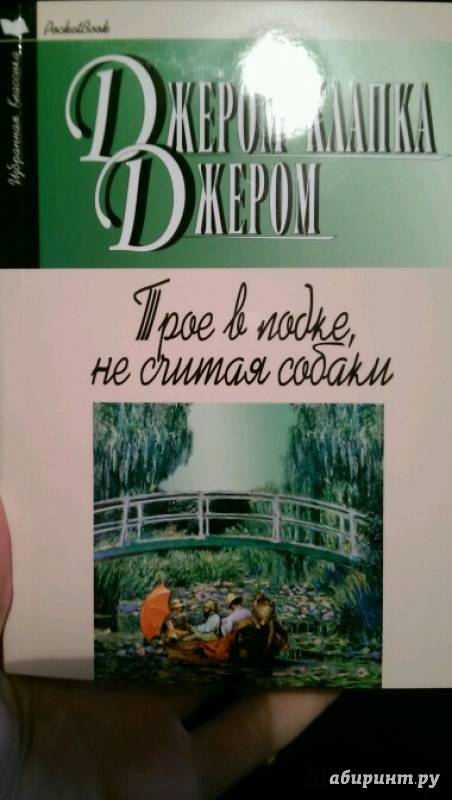 PocketBook
Избранная Классика
ДЖЕРОМ КЛАПКА
ДЖЕРОМ
Трое в лодке,
не считая собаки
абиринт.ру